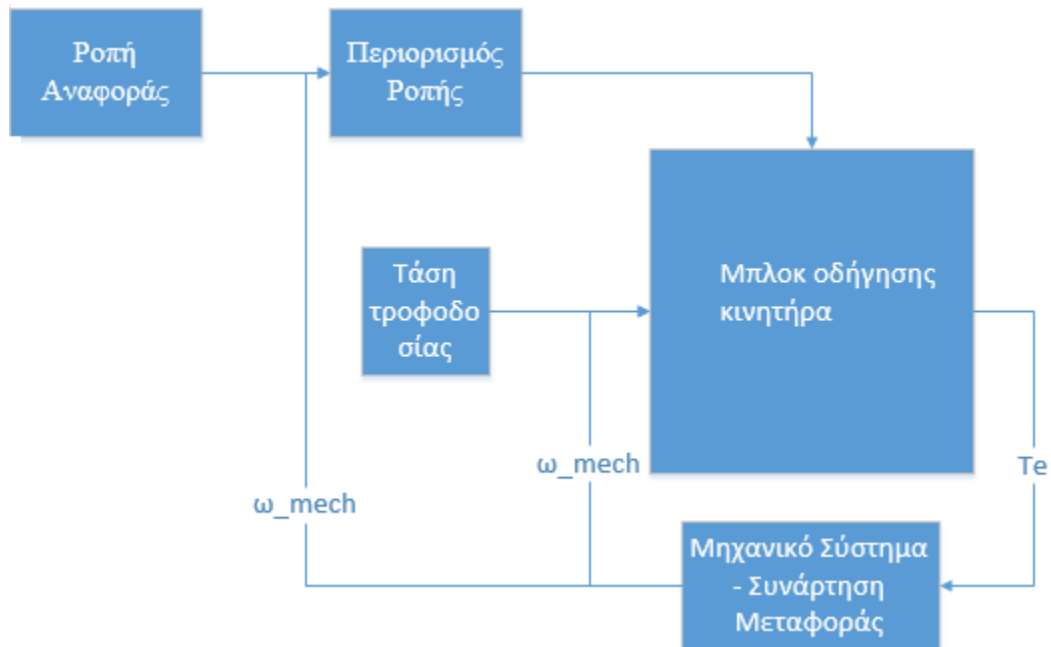 Ροπή
Αναφοράς
Περιορισμός
Ροπής
Τάση
τροφοδο
σίας
Μπλοκ οδήγησης
κινητήρα
ω_mech
Te
ω_mech
Μηχανικό Σύστημα
- Συνάρτηση
Μεταφοράς